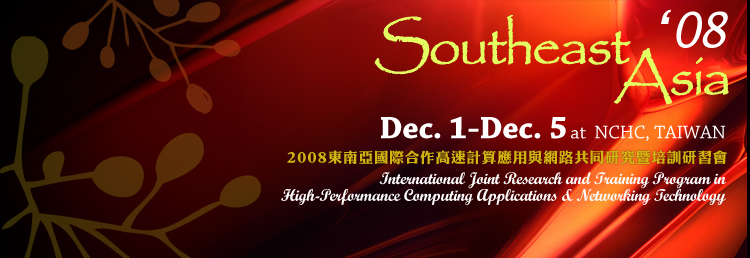 Southeast Asia '08
Dec. 1-Dec. 5 at NCHC, TAIWAN
2008東南亞國際合作高速計算應用與網路共同研究暨培訓研習會
International Joint Research and Training Program in
High-Performance Computing Applications & Networking Technology